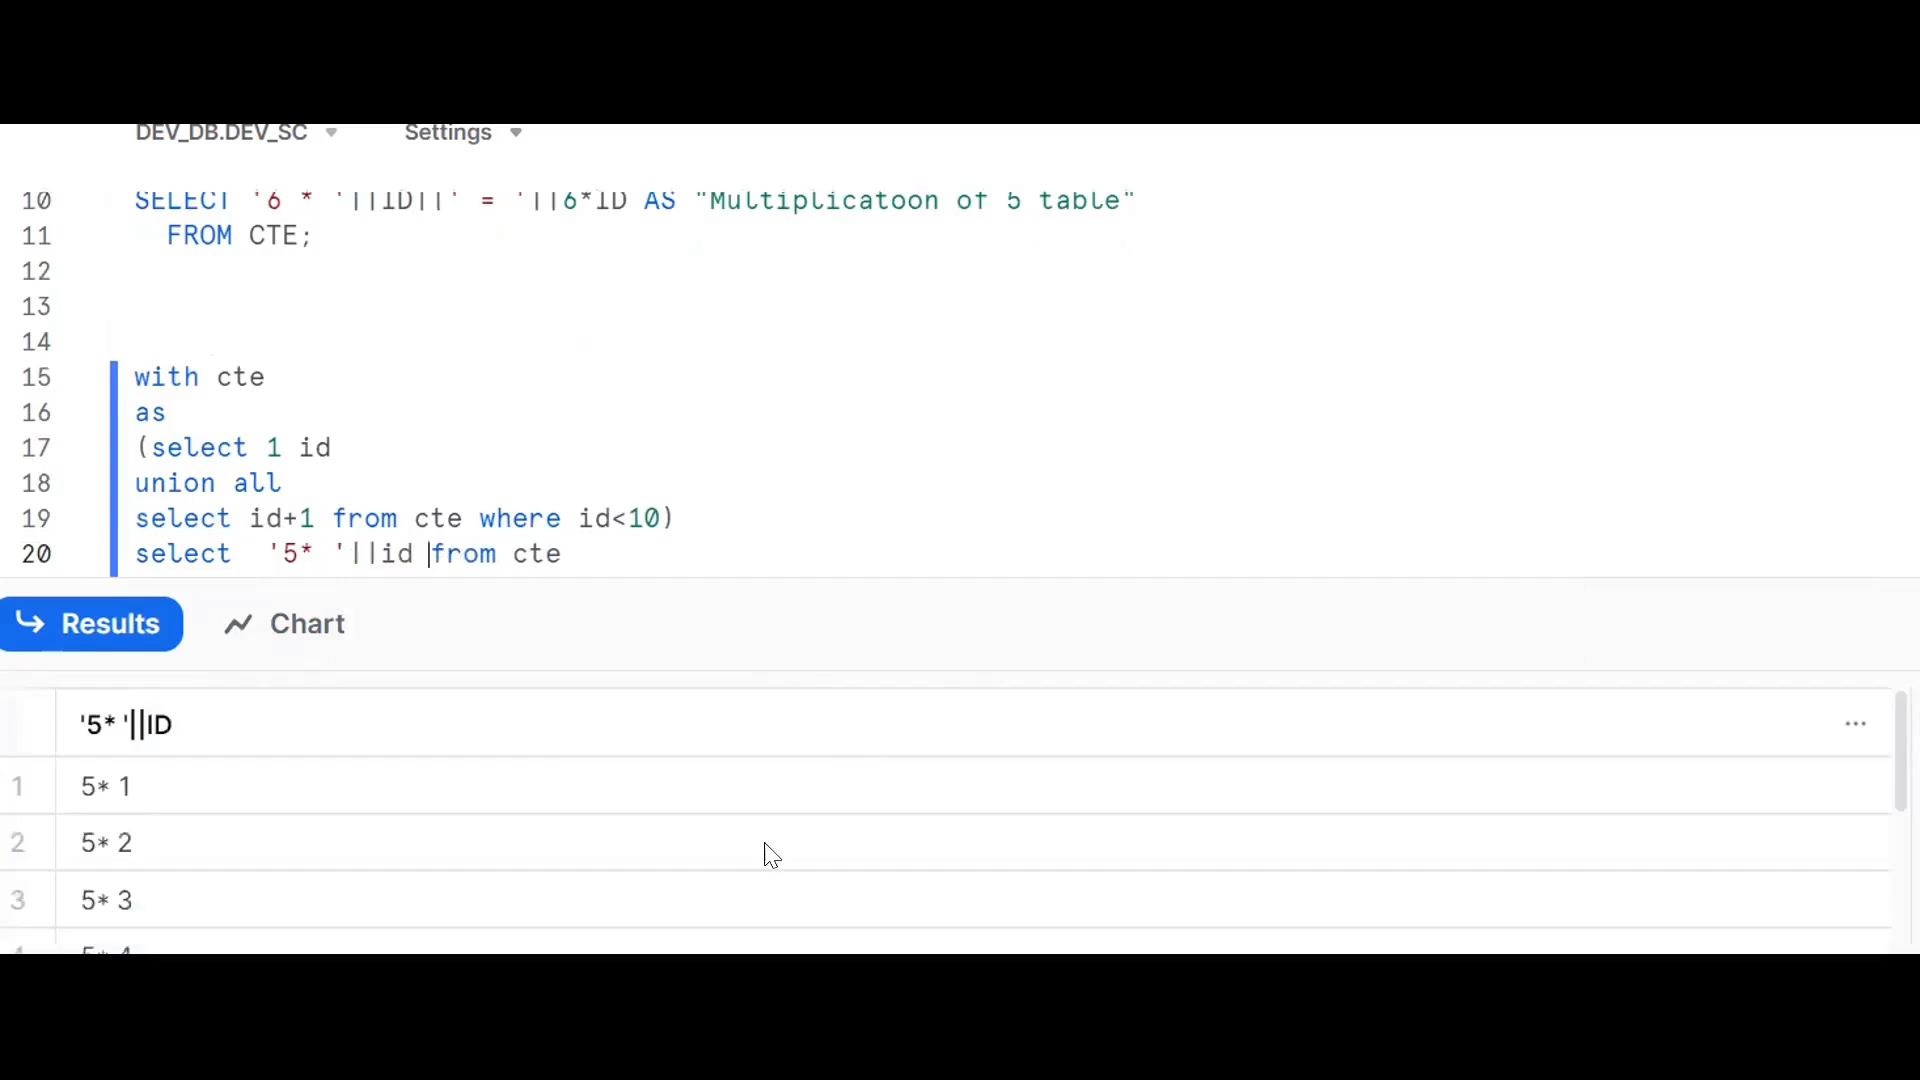 DEV_DB.DEV_SC Settings
10 SELECT '6 * '||ID||' = '||6*ID AS "Multiplicatoon of 5 table"
11 FROM CTE;
12
13
14
15 with cte
16 as
17 (select 1 id
18 union all
19 select id+1 from cte where id<10)
20 select  '5* '||id from cte
Results Chart
'5* '||ID ...
1 5* 1
2 5* 2
3 5* 3
4 5* 4